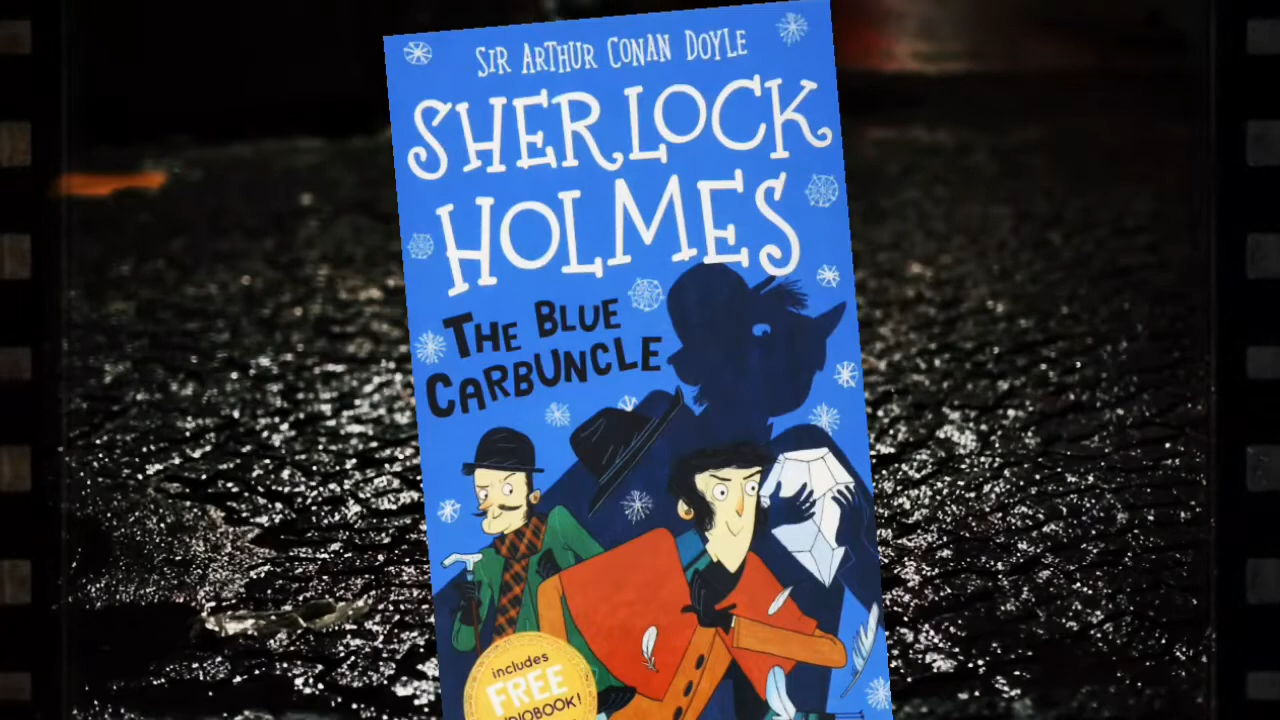 SIR ARTHUR CONAN DOYLE
SHERLOCK
HOLMES
THE BLUE
CARBUNCLE
includes
FREE